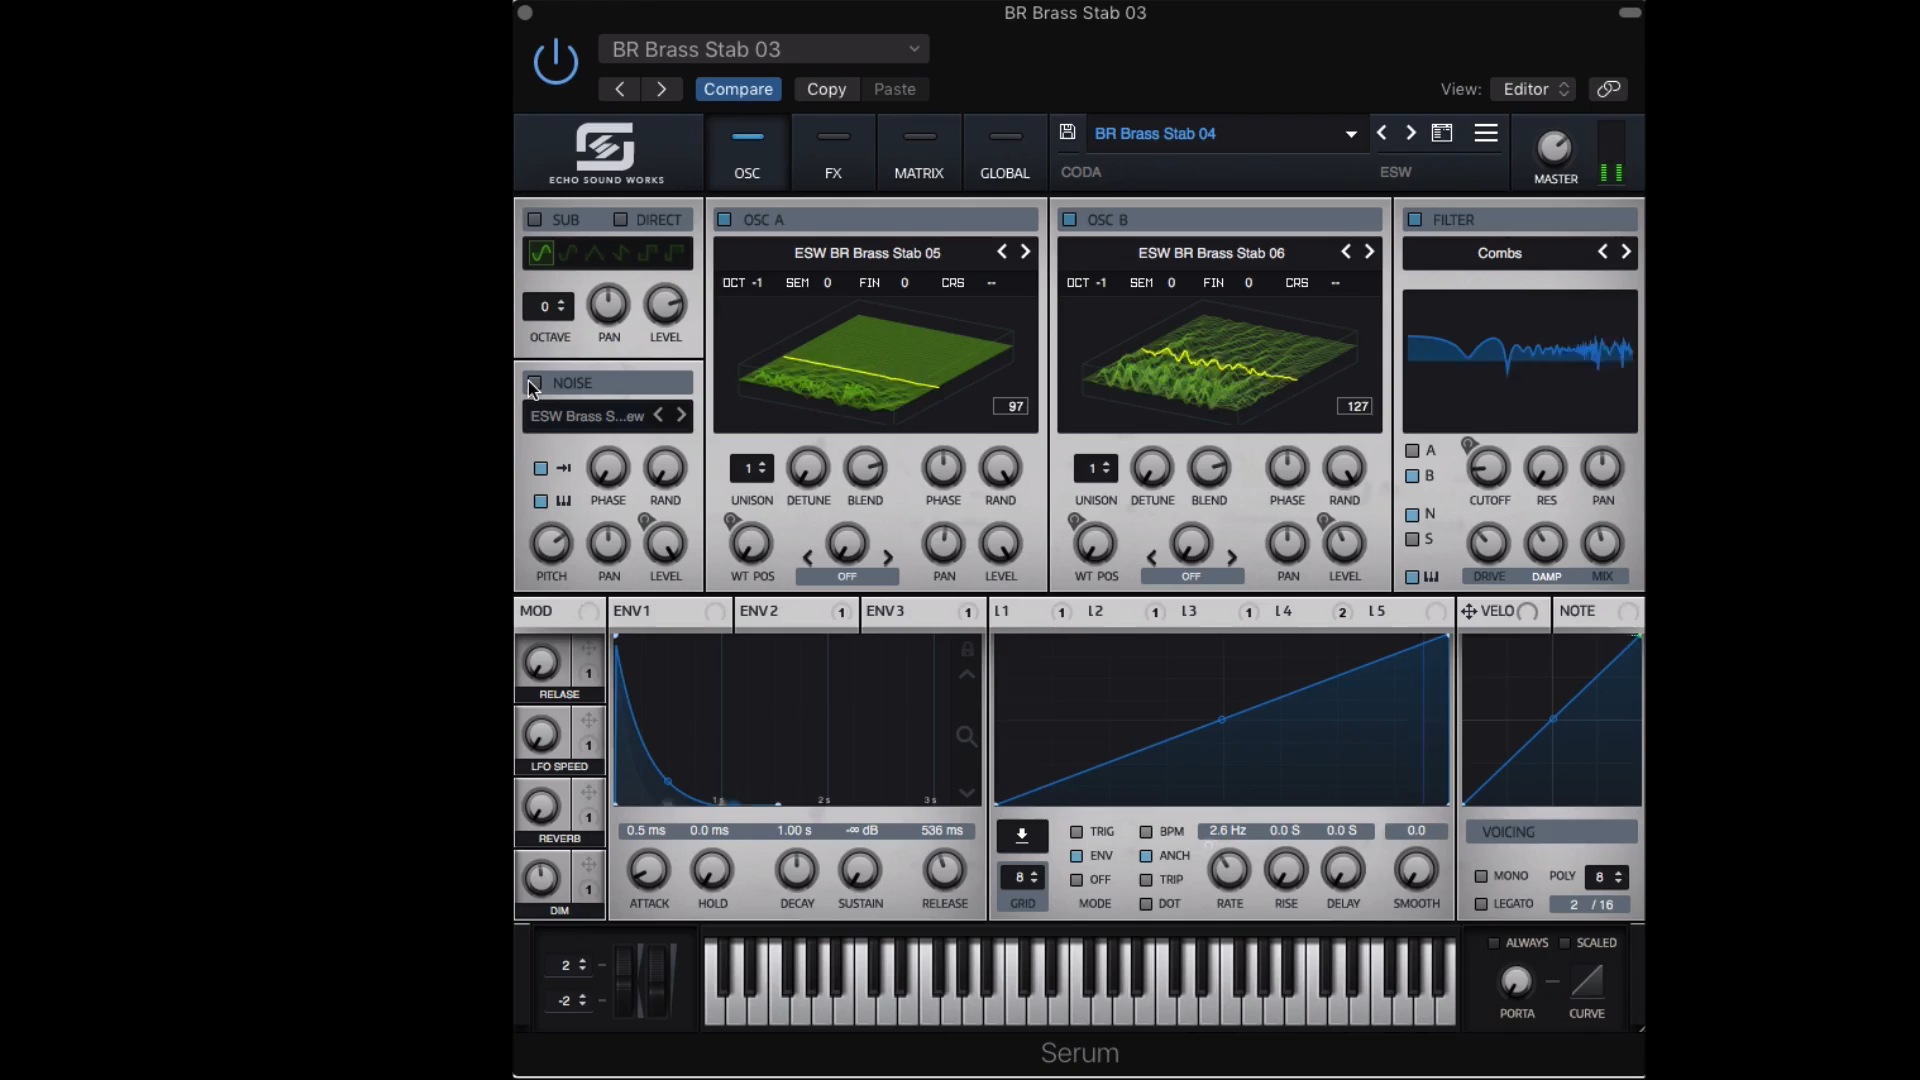 BR Brass Stab 03
BR Brass Stab 03
Compare Copy Paste View: Editor
ECHO SOUND WORKS
OSC FX MATRIX GLOBAL
BR Brass Stab 04
CODA ESW
MASTER
SUB DIRECT
0
OCTAVE PAN LEVEL
NOISE
ESW Brass S...ew
PHASE RAND
PITCH PAN LEVEL
OSC A
ESW BR Brass Stab 05
OCT -1 SEM 0 FIN 0 CRS --
97
1
UNISON DETUNE BLEND PHASE RAND
WT POS OFF PAN LEVEL
OSC B
ESW BR Brass Stab 06
OCT -1 SEM 0 FIN 0 CRS --
127
1
UNISON DETUNE BLEND PHASE RAND
WT POS OFF PAN LEVEL
FILTER
Combs
A
B
CUTOFF RES PAN
N
S
DRIVE DAMP MIX
MOD ENV1 ENV2 1 ENV3 1 L1 1 L2 1 L3 1 L4 2 L5 VELO NOTE
1
RELASE
1
LFO SPEED
1
REVERB
1
DIM
1s 2s 3s
0.5 ms 0.0 ms 1.00 s -∞ dB 536 ms
ATTACK HOLD DECAY SUSTAIN RELEASE
8
GRID
TRIG BPM
ENV ANCH
OFF TRIP
MODE DOT
2.6 Hz 0.0 S 0.0 S 0.0
RATE RISE DELAY SMOOTH
VOICING
MONO POLY 8
LEGATO 2 / 16
2
-2
ALWAYS SCALED
PORTA CURVE
Serum